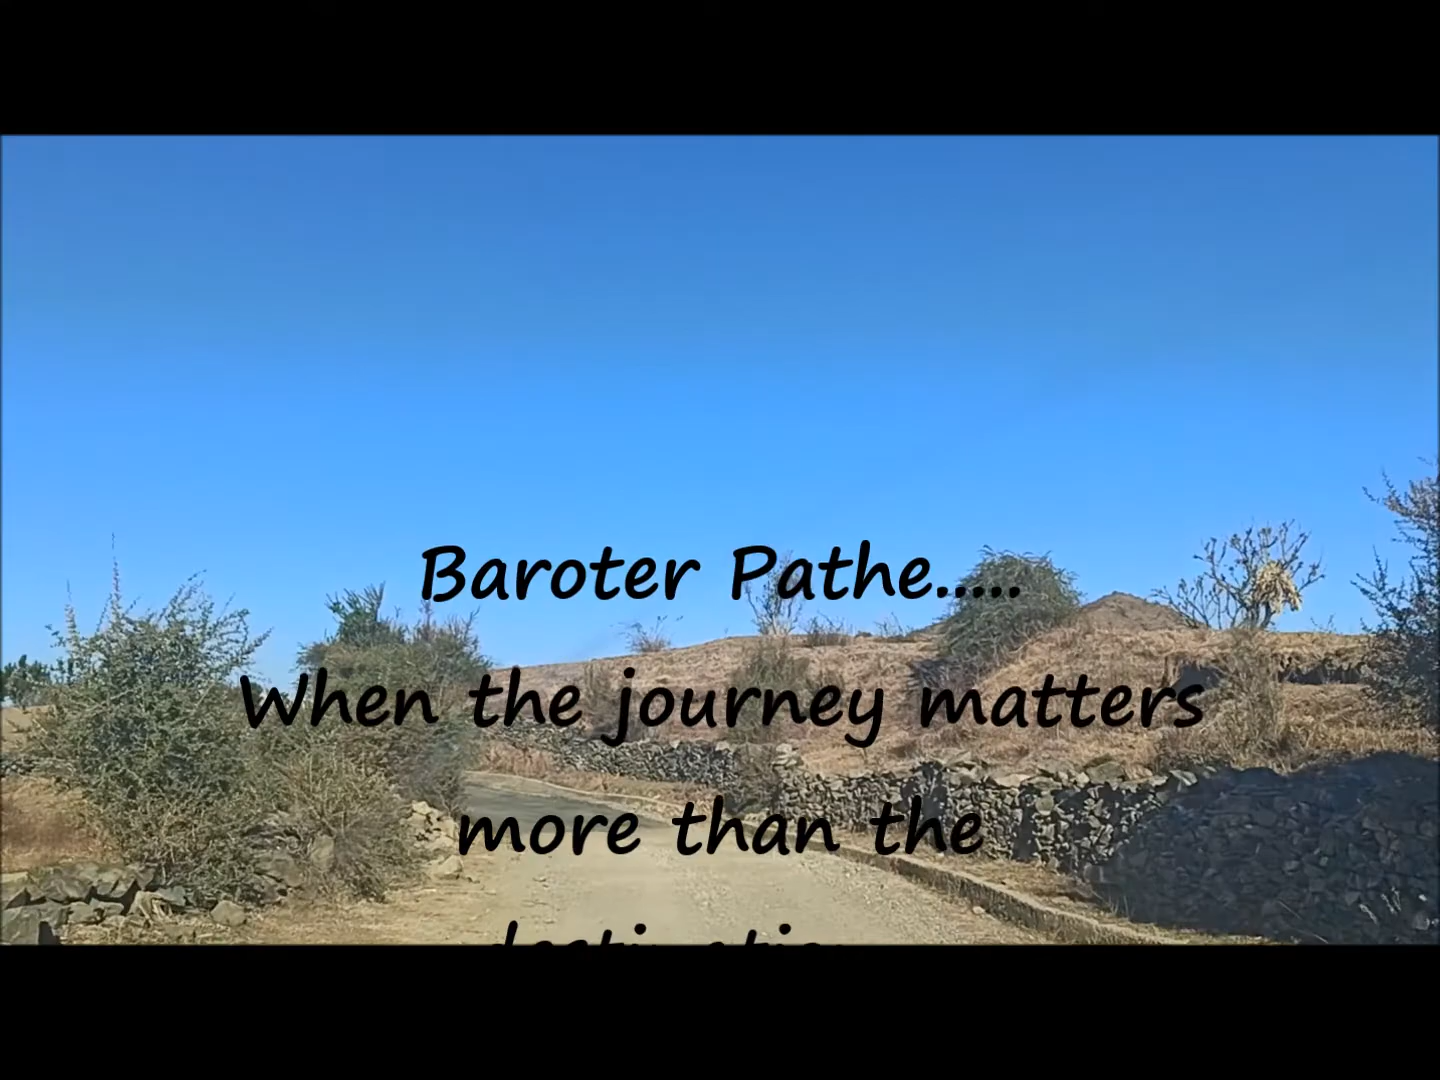 Baroter Pathe.....
When the journey matters
more than the